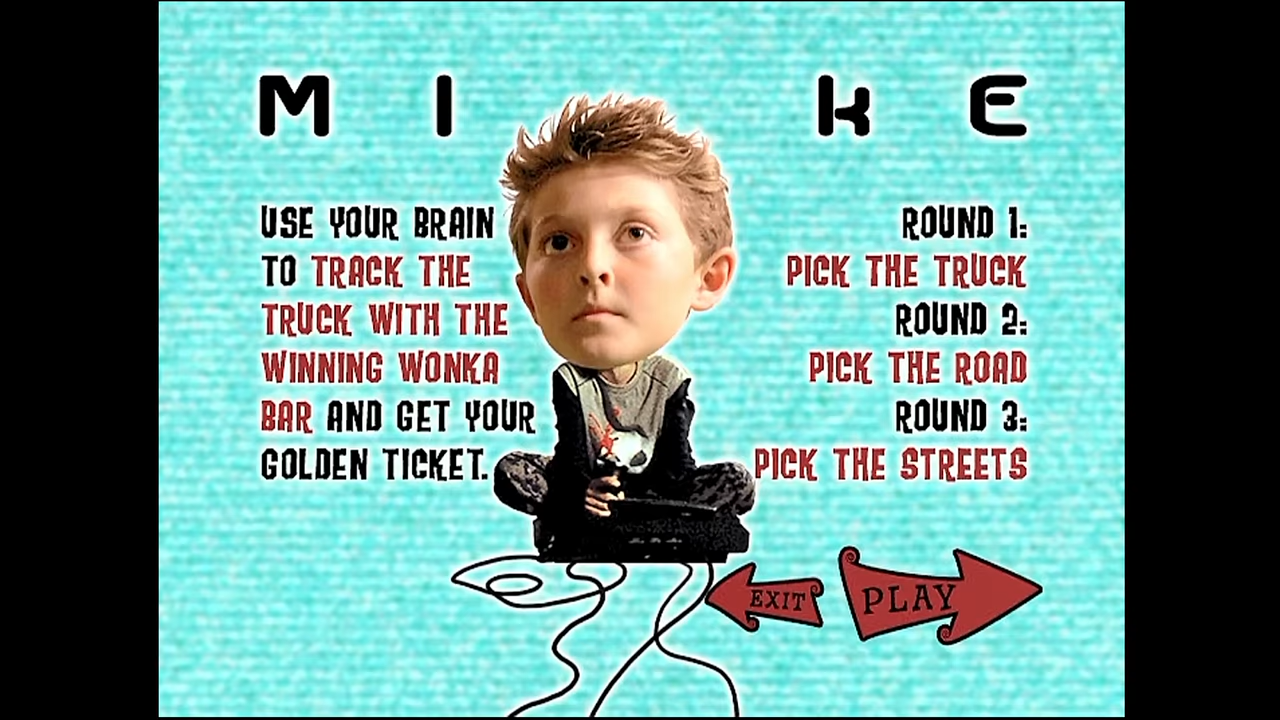 MIkE
USE YOUR BRAIN
TO TRACK THE
TRUCK WITH THE
WINNING WONKA
BAR AND GET YOUR
GOLDEN TICKET.
ROUND 1:
PICK THE TRUCK
ROUND 2:
PICK THE ROAD
ROUND 3:
PICK THE STREETS
EXIT
PLAY